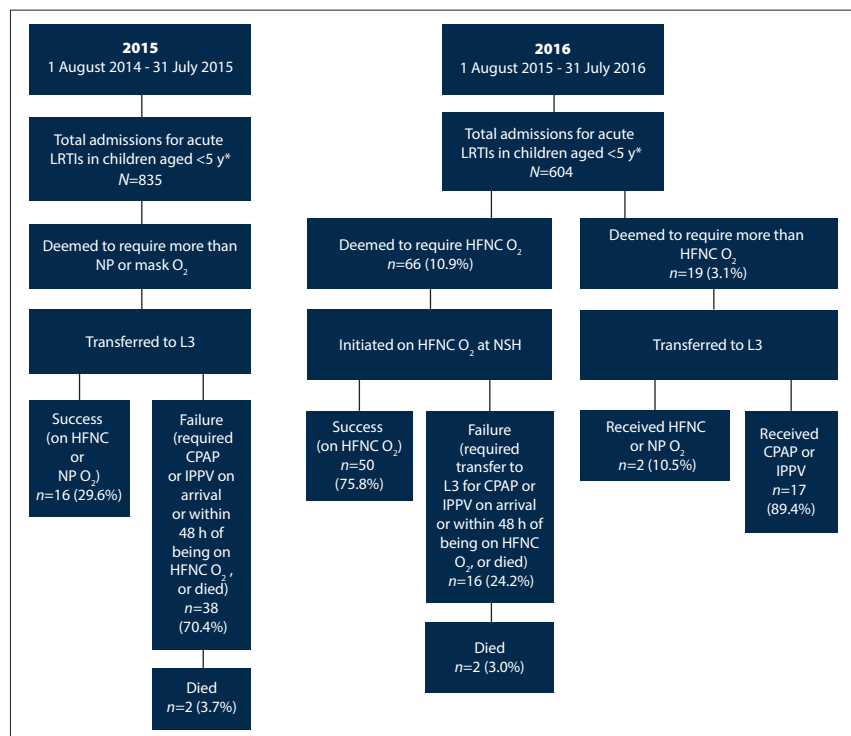 2015
1 August 2014 - 31 July 2015
Total admissions for acute
LRTIs in children aged <5 y*
N=835
Deemed to require more than
NP or mask O₂
Transferred to L3
Success
(on HFNC
or
NP O₂)
n=16 (29.6%)
Failure
(required
CPAP
or IPPV on
arrival
or within
48 h of
being on
HFNC O₂ ,
or died)
n=38
(70.4%)
Died
n=2 (3.7%)
2016
1 August 2015 - 31 July 2016
Total admissions for acute
LRTIs in children aged <5 y*
N=604
Deemed to require HFNC O₂
n=66 (10.9%)
Initiated on HFNC O₂ at NSH
Success
(on HFNC O₂)
n=50
(75.8%)
Failure
(required
transfer to
L3 for CPAP or
IPPV on arrival
or within 48 h of
being on HFNC
O₂, or died)
n=16 (24.2%)
Died
n=2 (3.0%)
Deemed to require more than
HFNC O₂
n=19 (3.1%)
Transferred to L3
Received HFNC
or NP O₂
n=2 (10.5%)
Received
CPAP or
IPPV
n=17
(89.4%)